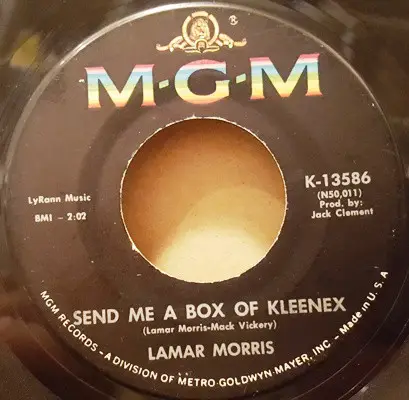 M-G-M
LyRann Music
BMI - 2:02
K-13586
(N50,011)
Prod. by:
Jack Clement
SEND ME A BOX OF KLEENEX
(Lamar Morris-Mack Vickery)
LAMAR MORRIS
MGM RECORDS - A DIVISION OF METRO-GOLDWYN-MAYER, INC. - Made in U.S.A